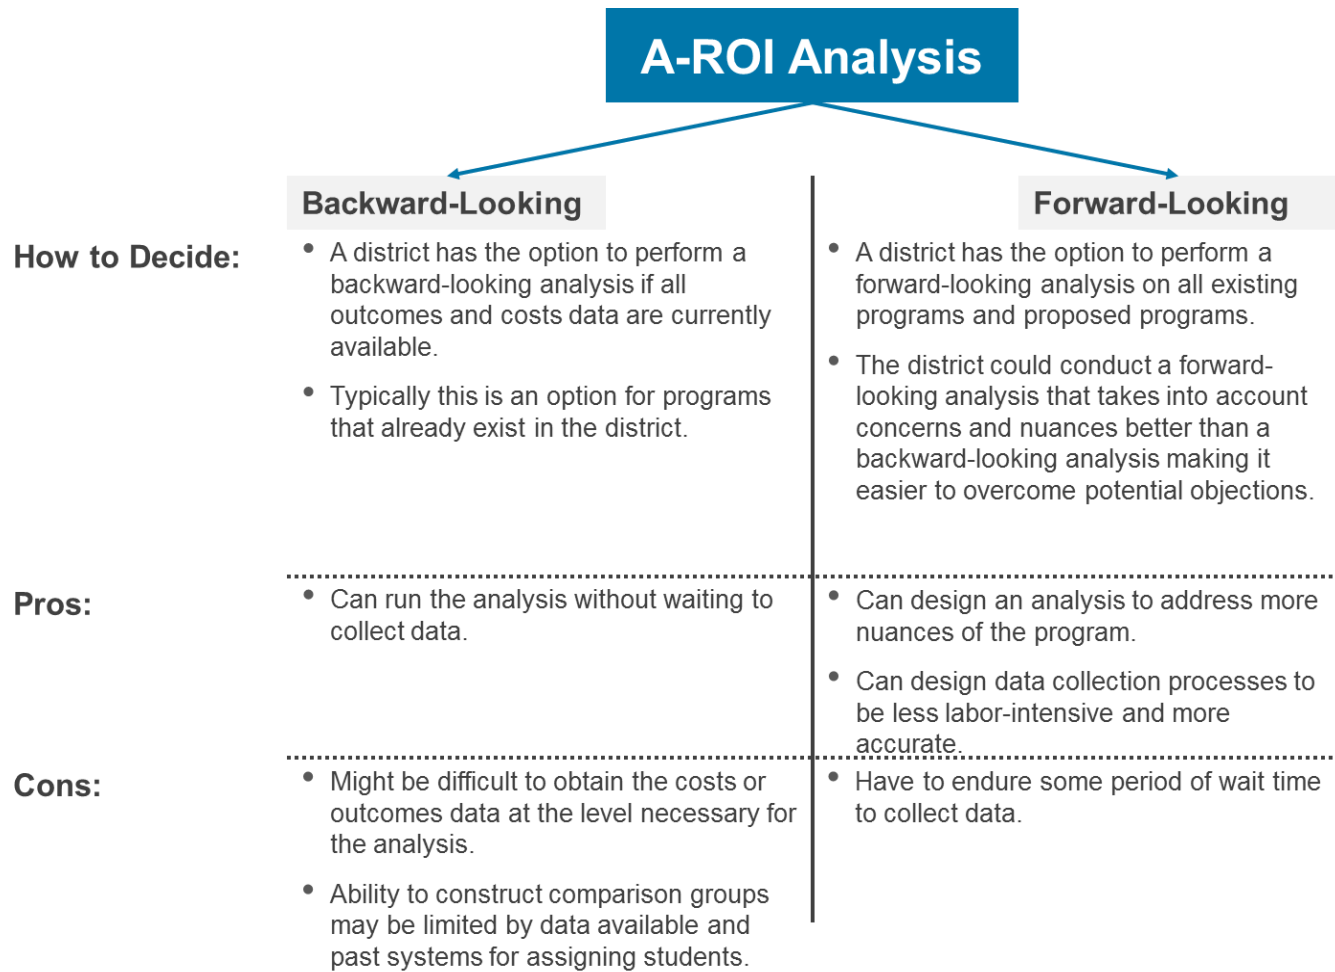 A-ROI Analysis
Backward-Looking
Forward-Looking
How to Decide:
• A district has the option to perform a
backward-looking analysis if all
outcomes and costs data are currently
available.
• Typically this is an option for programs
that already exist in the district.
• A district has the option to perform a
forward-looking analysis on all existing
programs and proposed programs.
• The district could conduct a forward-
looking analysis that takes into account
concerns and nuances better than a
backward-looking analysis making it
easier to overcome potential objections.
Pros:
• Can run the analysis without waiting to
collect data.
• Can design an analysis to address more
nuances of the program.
• Can design data collection processes to
be less labor-intensive and more
accurate.
Cons:
• Might be difficult to obtain the costs or
outcomes data at the level necessary for
the analysis.
• Ability to construct comparison groups
may be limited by data available and
past systems for assigning students.
• Have to endure some period of wait time
to collect data.